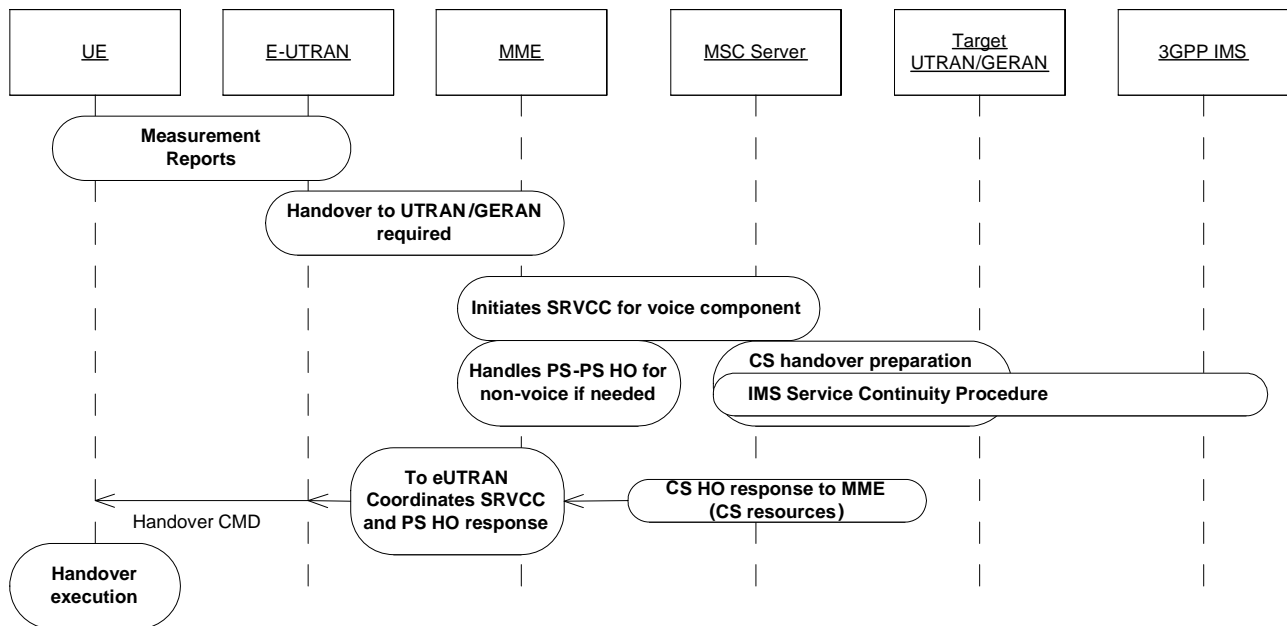 UE
E-UTRAN
MME
MSC Server
Target
UTRAN/GERAN
3GPP IMS
Measurement
Reports
Handover to UTRAN/GERAN
required
Initiates SRVCC for voice component
Handles PS-PS HO for
non-voice if needed
CS handover preparation
IMS Service Continuity Procedure
To eUTRAN
Coordinates SRVCC
and PS HO response
CS HO response to MME
(CS resources)
Handover CMD
Handover
execution